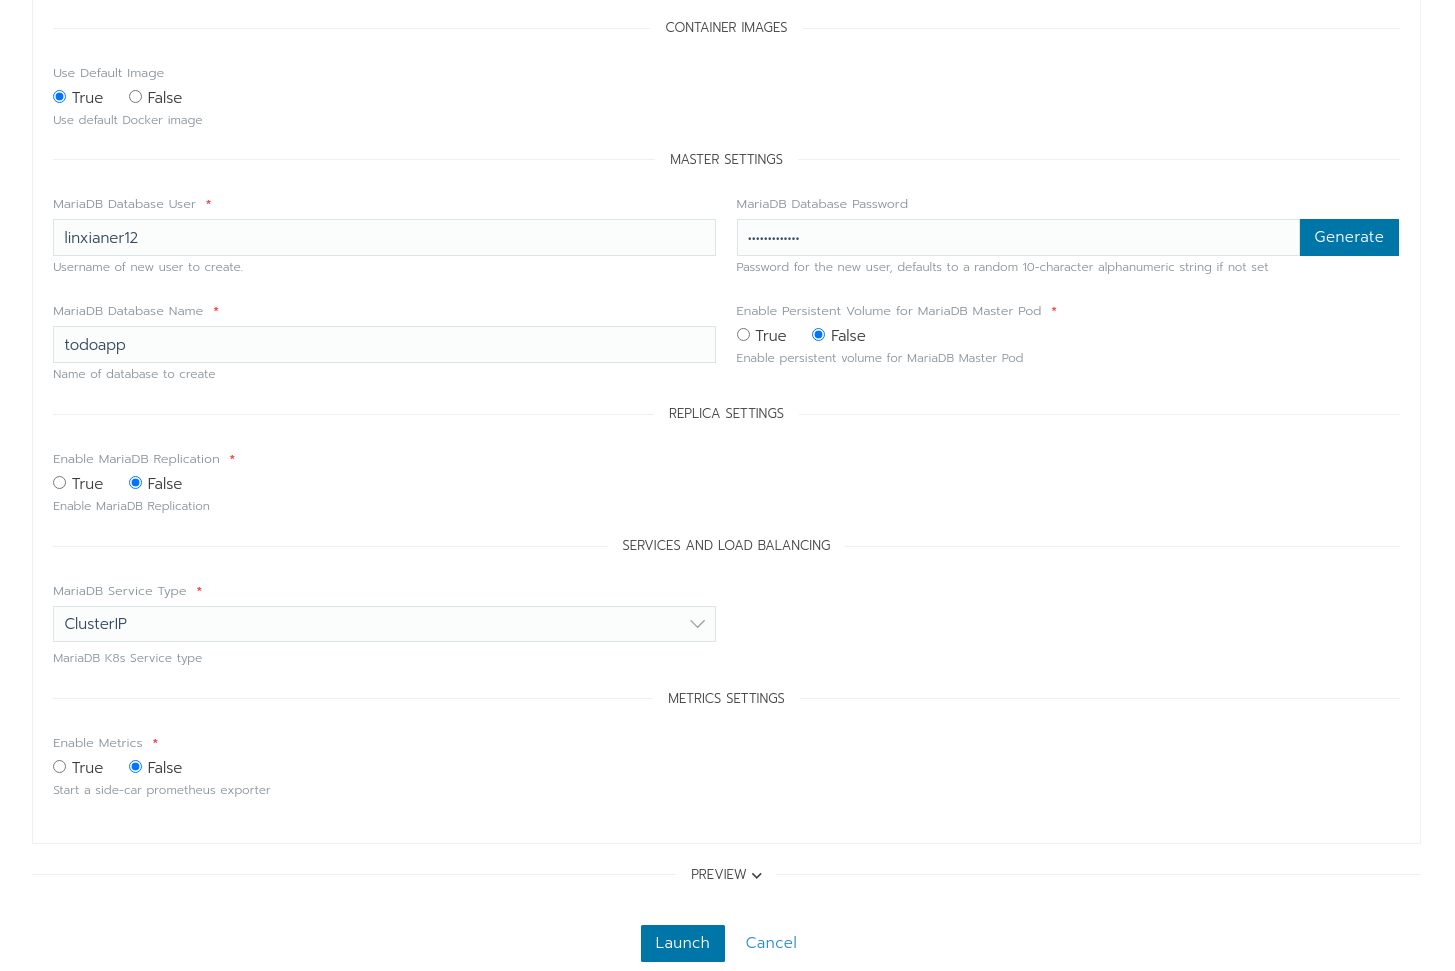 CONTAINER IMAGES
Use Default Image
True False
Use default Docker image
MASTER SETTINGS
MariaDB Database User *
linxianer12
Username of new user to create.
MariaDB Database Password
••••••••••••• Generate
Password for the new user, defaults to a random 10-character alphanumeric string if not set
MariaDB Database Name *
todoapp
Name of database to create
Enable Persistent Volume for MariaDB Master Pod *
True False
Enable persistent volume for MariaDB Master Pod
REPLICA SETTINGS
Enable MariaDB Replication *
True False
Enable MariaDB Replication
SERVICES AND LOAD BALANCING
MariaDB Service Type *
ClusterIP
MariaDB K8s Service type
METRICS SETTINGS
Enable Metrics *
True False
Start a side-car prometheus exporter
PREVIEW
Launch Cancel